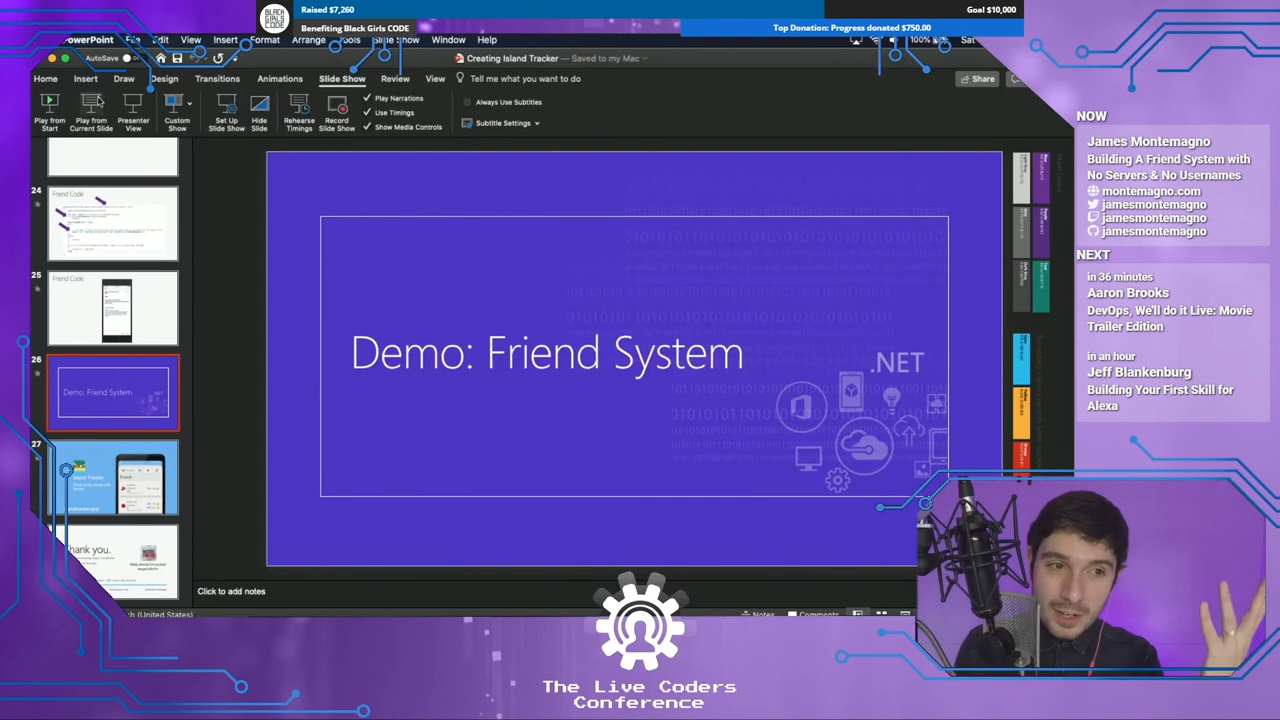 BLACK GIRLS CODE
Raised $7,260
Goal $10,000
Benefiting Black Girls CODE
Top Donation: Progress donated $750.00
PowerPoint File Edit View Insert Format Arrange Tools Slide Show Window Help
100%
Sat
AutoSave
Creating Island Tracker — Saved to my Mac
Home Insert Draw Design Transitions Animations Slide Show Review View Tell me what you want to do
Share
Play from Start
Play from Current Slide
Presenter View
Custom Show
Set Up Slide Show
Hide Slide
Rehearse Timings
Record Slide Show
Play Narrations
Use Timings
Show Media Controls
Always Use Subtitles
Subtitle Settings
24
Friend Code
25
Friend Code
26
Demo: Friend System
27
Thank you.
Demo: Friend System
.NET
Click to add notes
(United States)
Notes
Comments
NOW
James Montemagno
Building A Friend System with
No Servers & No Usernames
montemagno.com
jamesmontemagno
jamesmontemagno
jamesmontemagno
NEXT
in 36 minutes
Aaron Brooks
DevOps, We'll do it Live: Movie
Trailer Edition
in an hour
Jeff Blankenburg
Building Your First Skill for
Alexa
The Live Coders
Conference